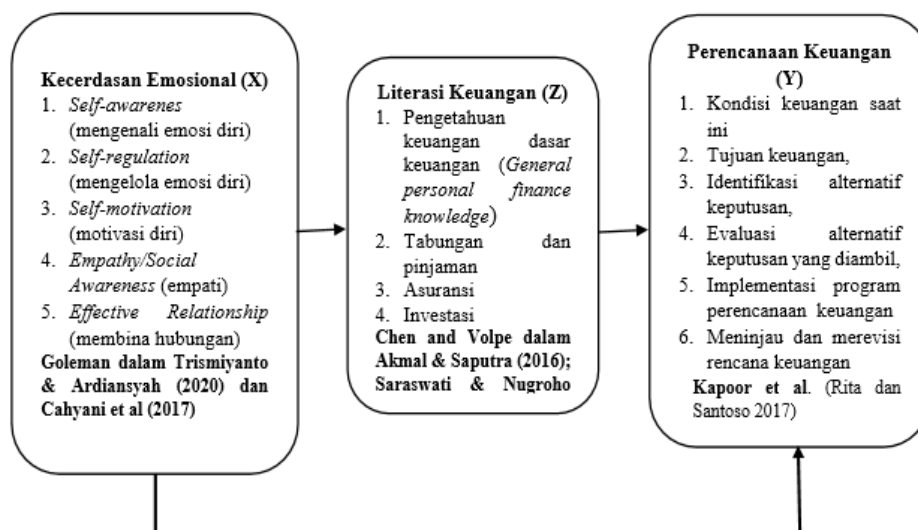 Kecerdasan Emosional (X)
1. Self-awarenes
(mengenali emosi diri)
2. Self-regulation
(mengelola emosi diri)
3. Self-motivation
(motivasi diri)
4. Empathy/Social
Awareness (empati)
5. Effective Relationship
(membina hubungan)
Goleman dalam Trismiyanto
& Ardiansyah (2020) dan
Cahyani et al (2017)
Literasi Keuangan (Z)
1. Pengetahuan
keuangan dasar
keuangan (General
personal finance
knowledge)
2. Tabungan dan
pinjaman
3. Asuransi
4. Investasi
Chen and Volpe dalam
Akmal & Saputra (2016);
Saraswati & Nugroho
Perencanaan Keuangan
(Y)
1. Kondisi keuangan saat
ini
2. Tujuan keuangan,
3. Identifikasi alternatif
keputusan,
4. Evaluasi alternatif
keputusan yang diambil,
5. Implementasi program
perencanaan keuangan
6. Meninjau dan merevisi
rencana keuangan
Kapoor et al. (Rita dan
Santoso 2017)